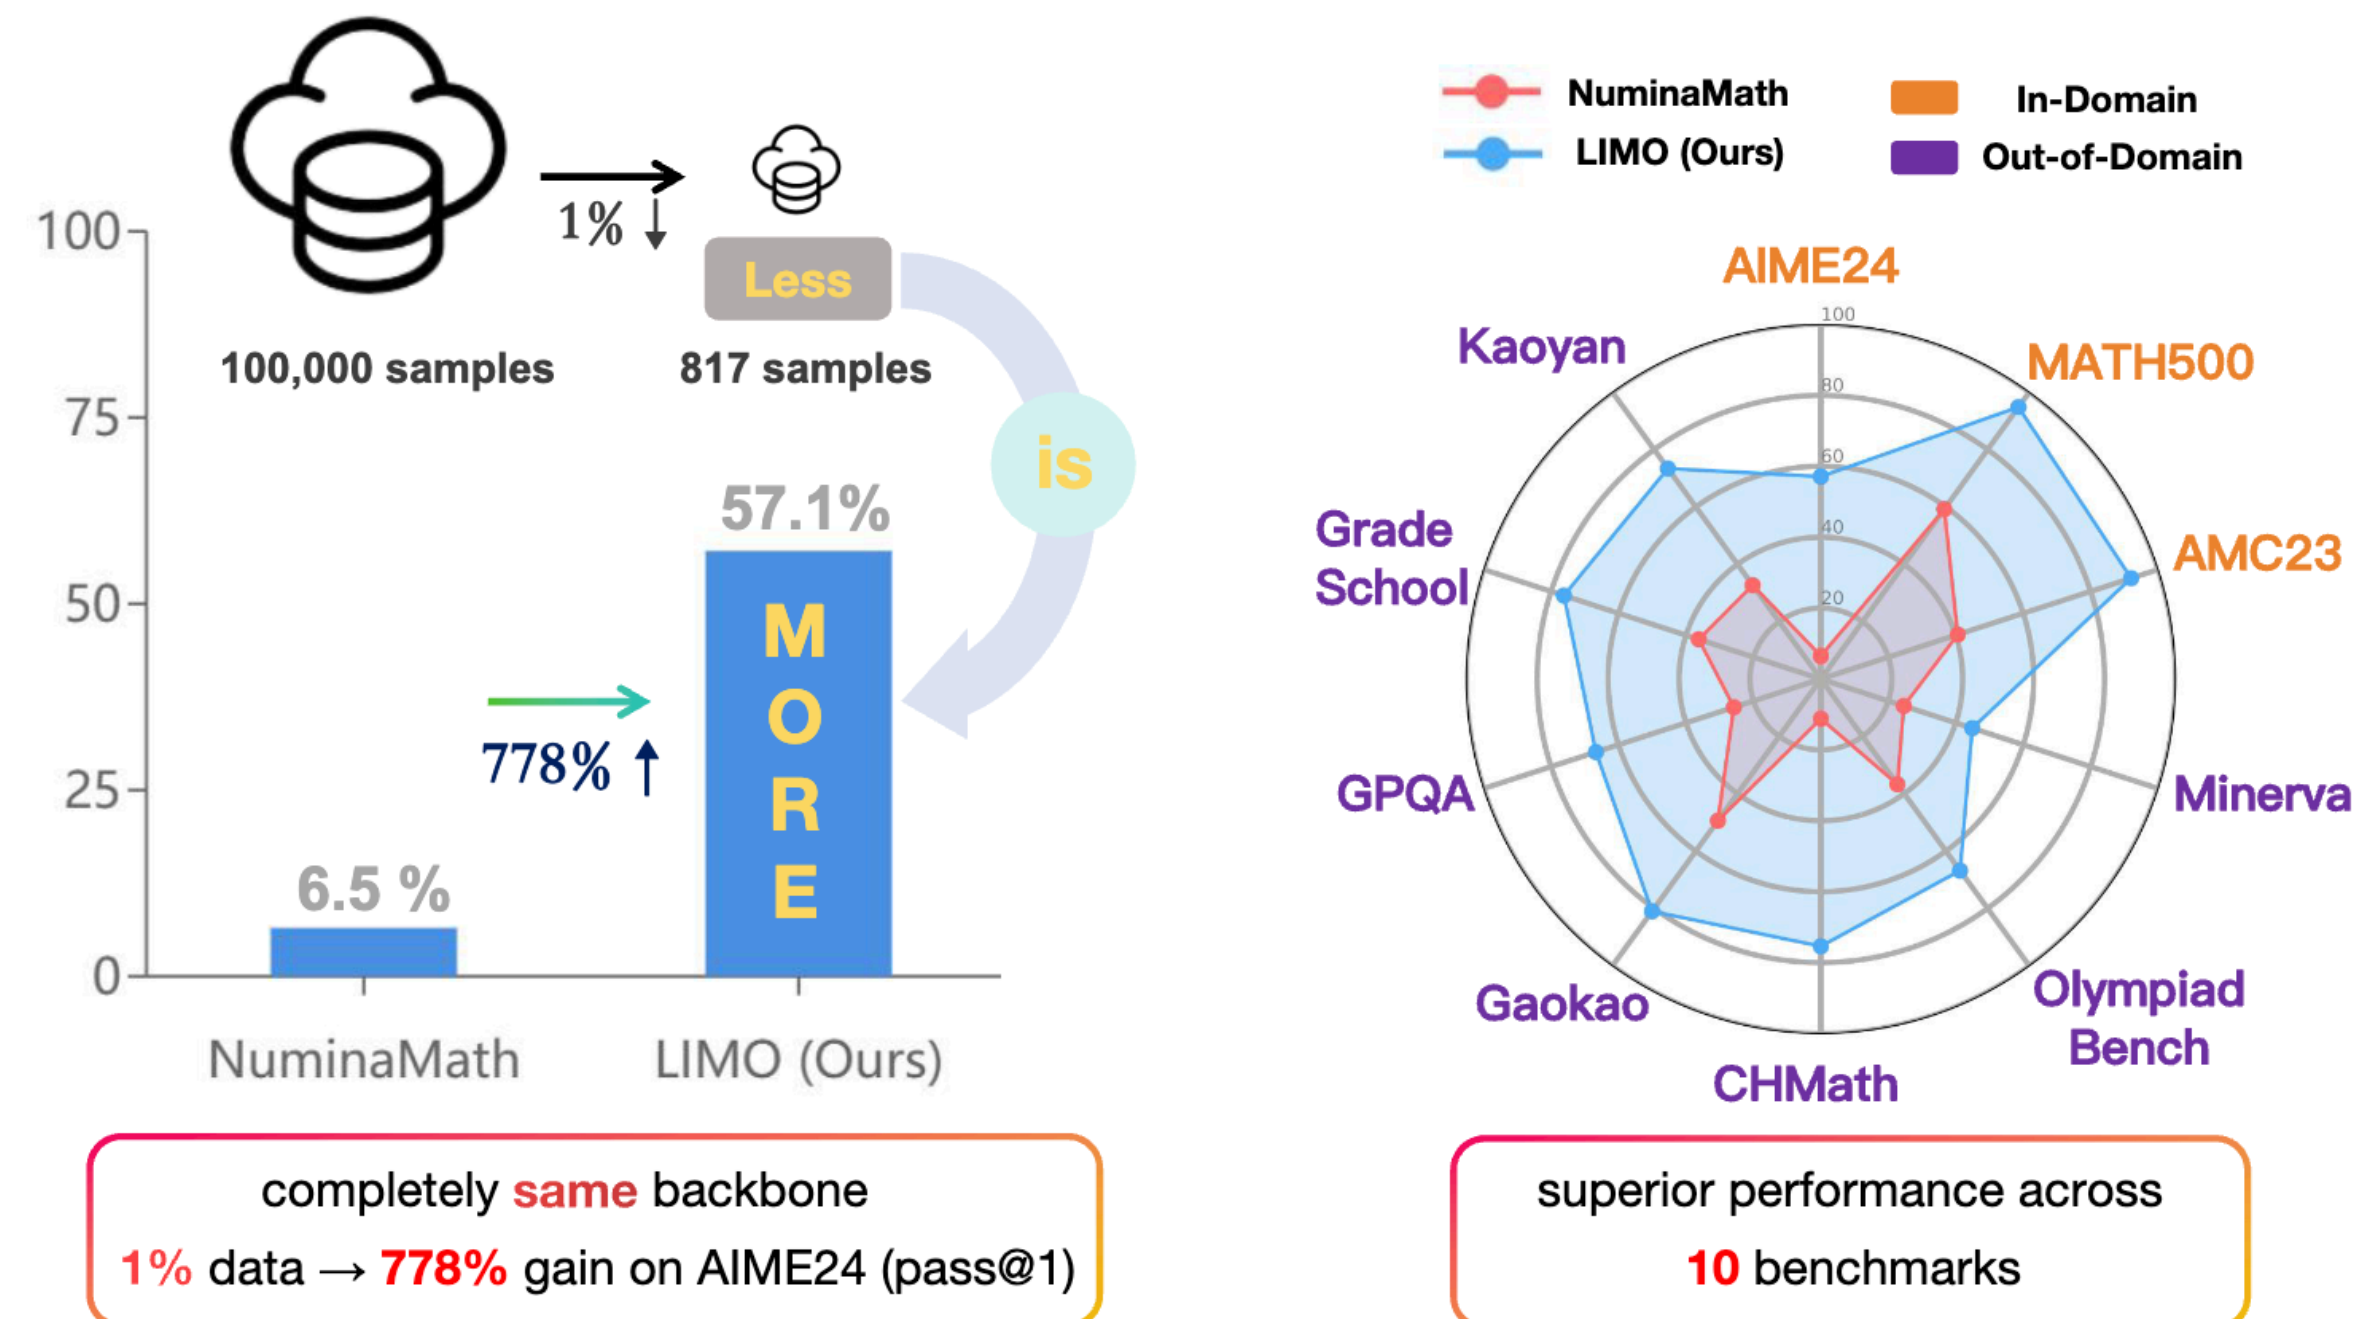 100
75
50
25
0
1% ↓
Less
100,000 samples
817 samples
is
57.1%
M
O
R
E
778% ↑
6.5 %
NuminaMath
LIMO (Ours)
completely same backbone
1% data → 778% gain on AIME24 (pass@1)
NuminaMath
In-Domain
LIMO (Ours)
Out-of-Domain
AIME24
100
80
60
40
20
Kaoyan
MATH500
Grade
School
AMC23
GPQA
Minerva
Gaokao
Olympiad
Bench
CHMath
superior performance across
10 benchmarks